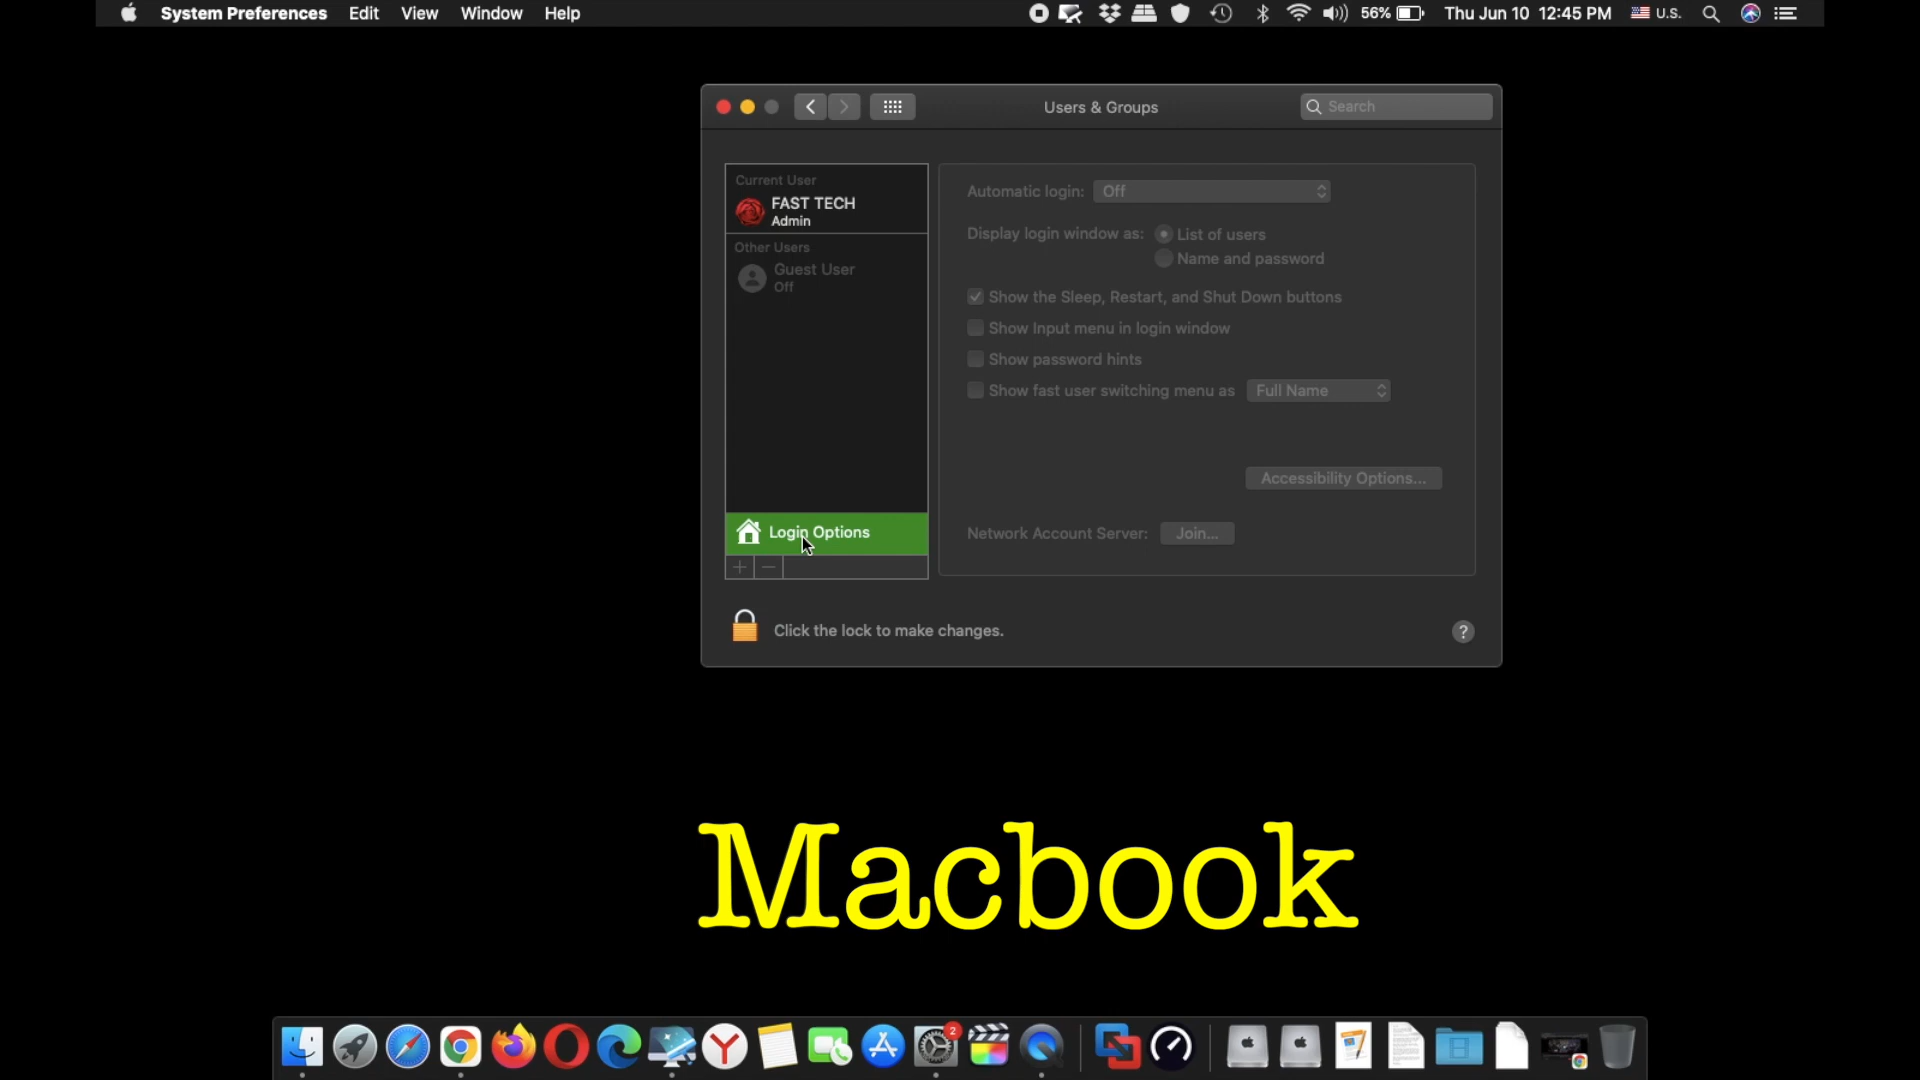 System Preferences Edit View Window Help 56% Thu Jun 10 12:45 PM U.S.
Users & Groups
Search
Current User
FAST TECH
Admin
Other Users
Guest User
Off
Login Options
Automatic login: Off
Display login window as: List of users
Name and password
Show the Sleep, Restart, and Shut Down buttons
Show Input menu in login window
Show password hints
Show fast user switching menu as Full Name
Accessibility Options...
Network Account Server: Join...
Click the lock to make changes.
?
Macbook
2